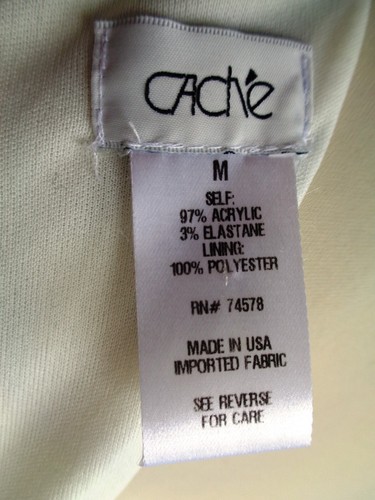 CAChé
M
SELF:
97% ACRYLIC
3% ELASTANE
LINING:
100% POLYESTER
RN# 74578
MADE IN USA
IMPORTED FABRIC
SEE REVERSE
FOR CARE